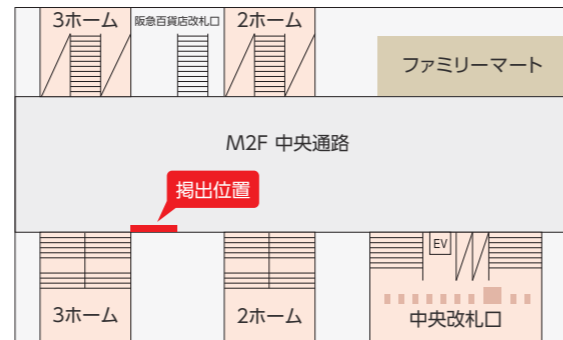 3ホーム
阪急百貨店改札口
2ホーム
ファミリーマート
M2F 中央通路
掲出位置
EV
3ホーム
2ホーム
中央改札口